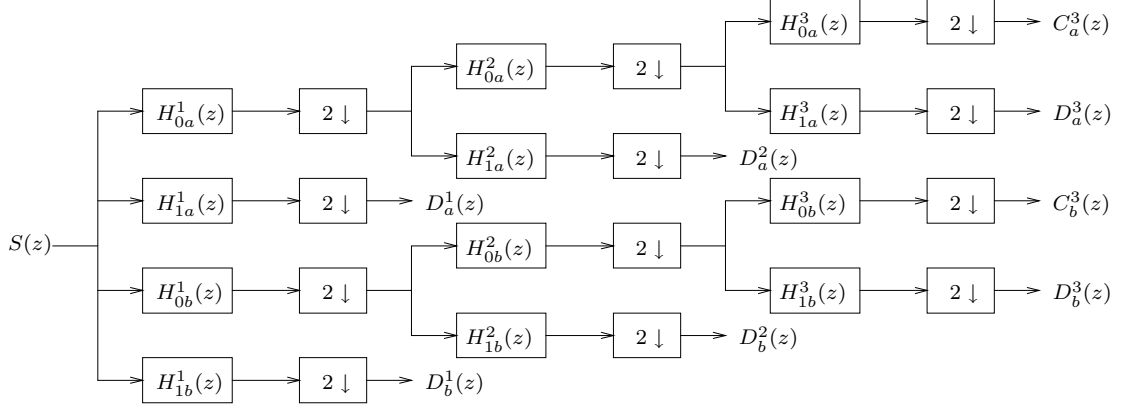 H^3_{0a}(z) 2 ↓ C^3_a(z)
H^2_{0a}(z) 2 ↓
H^1_{0a}(z) 2 ↓ H^3_{1a}(z) 2 ↓ D^3_a(z)
H^2_{1a}(z) 2 ↓ D^2_a(z)
H^1_{1a}(z) 2 ↓ D^1_a(z) H^3_{0b}(z) 2 ↓ C^3_b(z)
S(z) H^2_{0b}(z) 2 ↓
H^1_{0b}(z) 2 ↓ H^3_{1b}(z) 2 ↓ D^3_b(z)
H^2_{1b}(z) 2 ↓ D^2_b(z)
H^1_{1b}(z) 2 ↓ D^1_b(z)